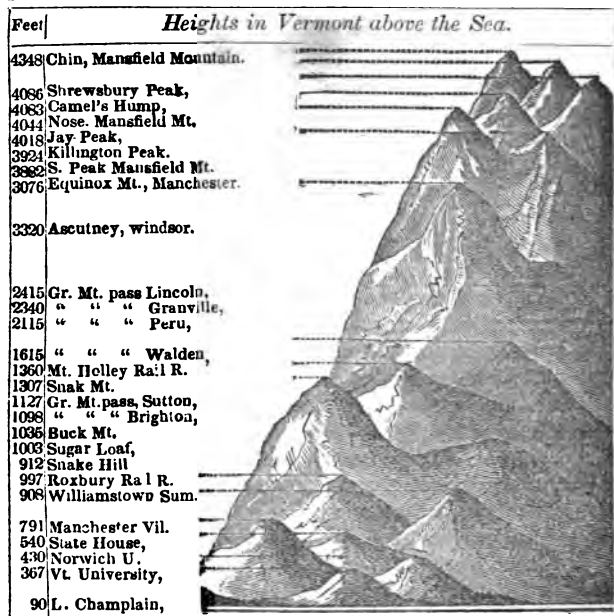 Feet Heights in Vermont above the Sea.
4348 Chin, Mansfield Mountain.
4086 Shrewsbury Peak,
4083 Camel's Hump,
4044 Nose. Mansfield Mt.
4018 Jay Peak,
3924 Killington Peak.
3882 S. Peak Mansfield Mt.
3076 Equinox Mt., Manchester.
3320 Ascutney, windsor.
2415 Gr. Mt. pass Lincoln,
2340 “ “ “ Granville,
2115 “ “ “ Peru,
1615 “ “ “ Walden,
1360 Mt. Holley Rail R.
1307 Snak Mt.
1127 Gr. Mt. pass, Sutton,
1098 “ “ “ Brighton,
1035 Buck Mt.
1003 Sugar Loaf,
912 Snake Hill
997 Roxbury Ra l R.
908 Williamstown Sum.
791 Manchester Vil.
540 State House,
430 Norwich U.
367 Vt. University,
90 L. Champlain,